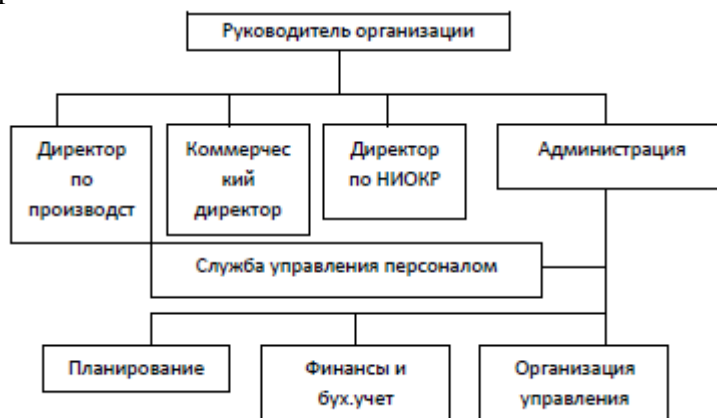 Руководитель организации
Директор
по
производст
Коммерчес
кий
директор
Директор
по НИОКР
Администрация
Служба управления персоналом
Планирование
Финансы и
бух.учет
Организация
управления